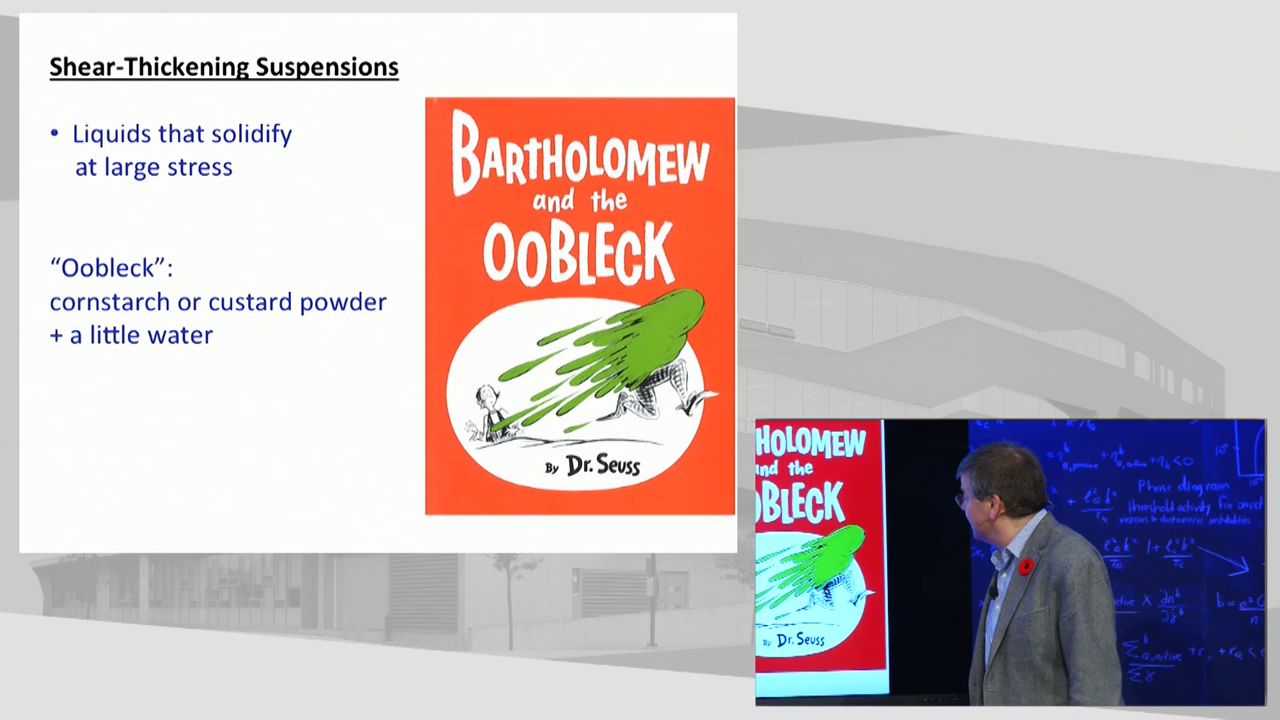 Shear-Thickening Suspensions
• Liquids that solidify
at large stress
“Oobleck”:
cornstarch or custard powder
+ a little water
BARTHOLOMEW
and the
OOBLECK
By Dr. Seuss
HOLOMEW
and the
OBLECK
By Dr. Seuss
Phase diagram
threshold activity for onset